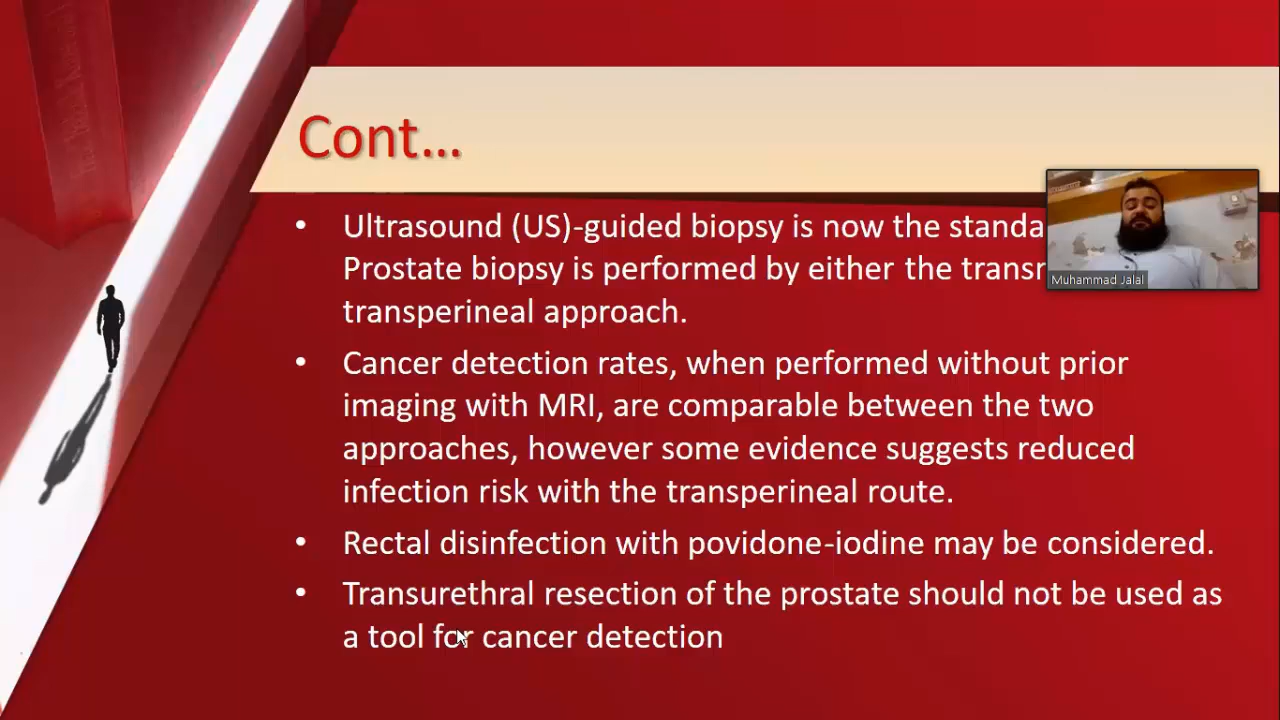 Cont...
• Ultrasound (US)-guided biopsy is now the
Prostate biopsy is performed by either the
transperineal approach.
• Cancer detection rates, when performed without prior
imaging with MRI, are comparable between the two
approaches, however some evidence suggests reduced
infection risk with the transperineal route.
• Rectal disinfection with povidone-iodine may be considered.
• Transurethral resection of the prostate should not be used as
a tool for cancer detection
Muhammad Jalal